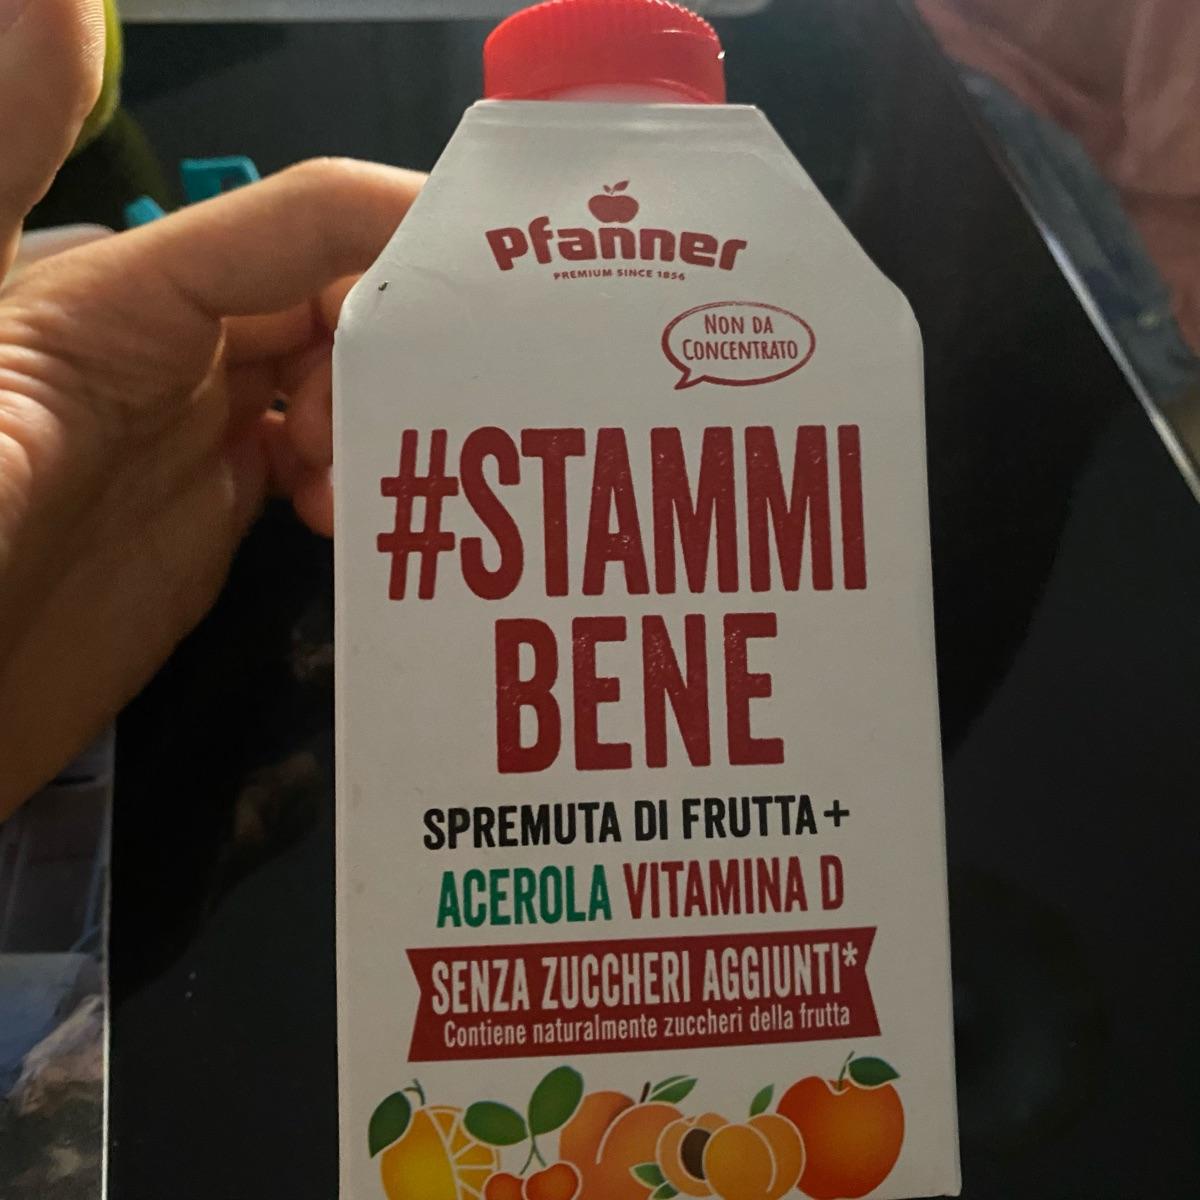 Pfanner
PREMIUM SINCE 1856
NON DA
CONCENTRATO
#STAMMI
BENE
SPREMUTA DI FRUTTA+
ACEROLA VITAMINA D
SENZA ZUCCHERI AGGIUNTI*
Contiene naturalmente zuccheri della frutta